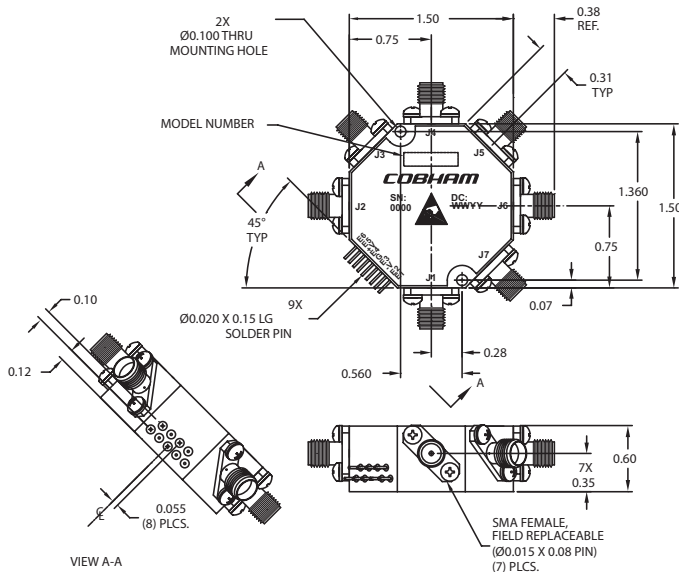 2X
Ø0.100 THRU
MOUNTING HOLE
1.50
0.75
0.38
REF.
0.31
TYP
MODEL NUMBER
J4
J3
J5
COBHAM
A
SN:
0000
DC:
WWYY
J2
J6
1.360
1.50
45°
TYP
0.75
J7
J1
9X
Ø0.020 X 0.15 LG
SOLDER PIN
0.07
0.28
0.560
A
0.10
0.12
0.055
(8) PLCS.
VIEW A-A
0.60
7X
0.35
SMA FEMALE,
FIELD REPLACEABLE
(Ø0.015 X 0.08 PIN)
(7) PLCS.